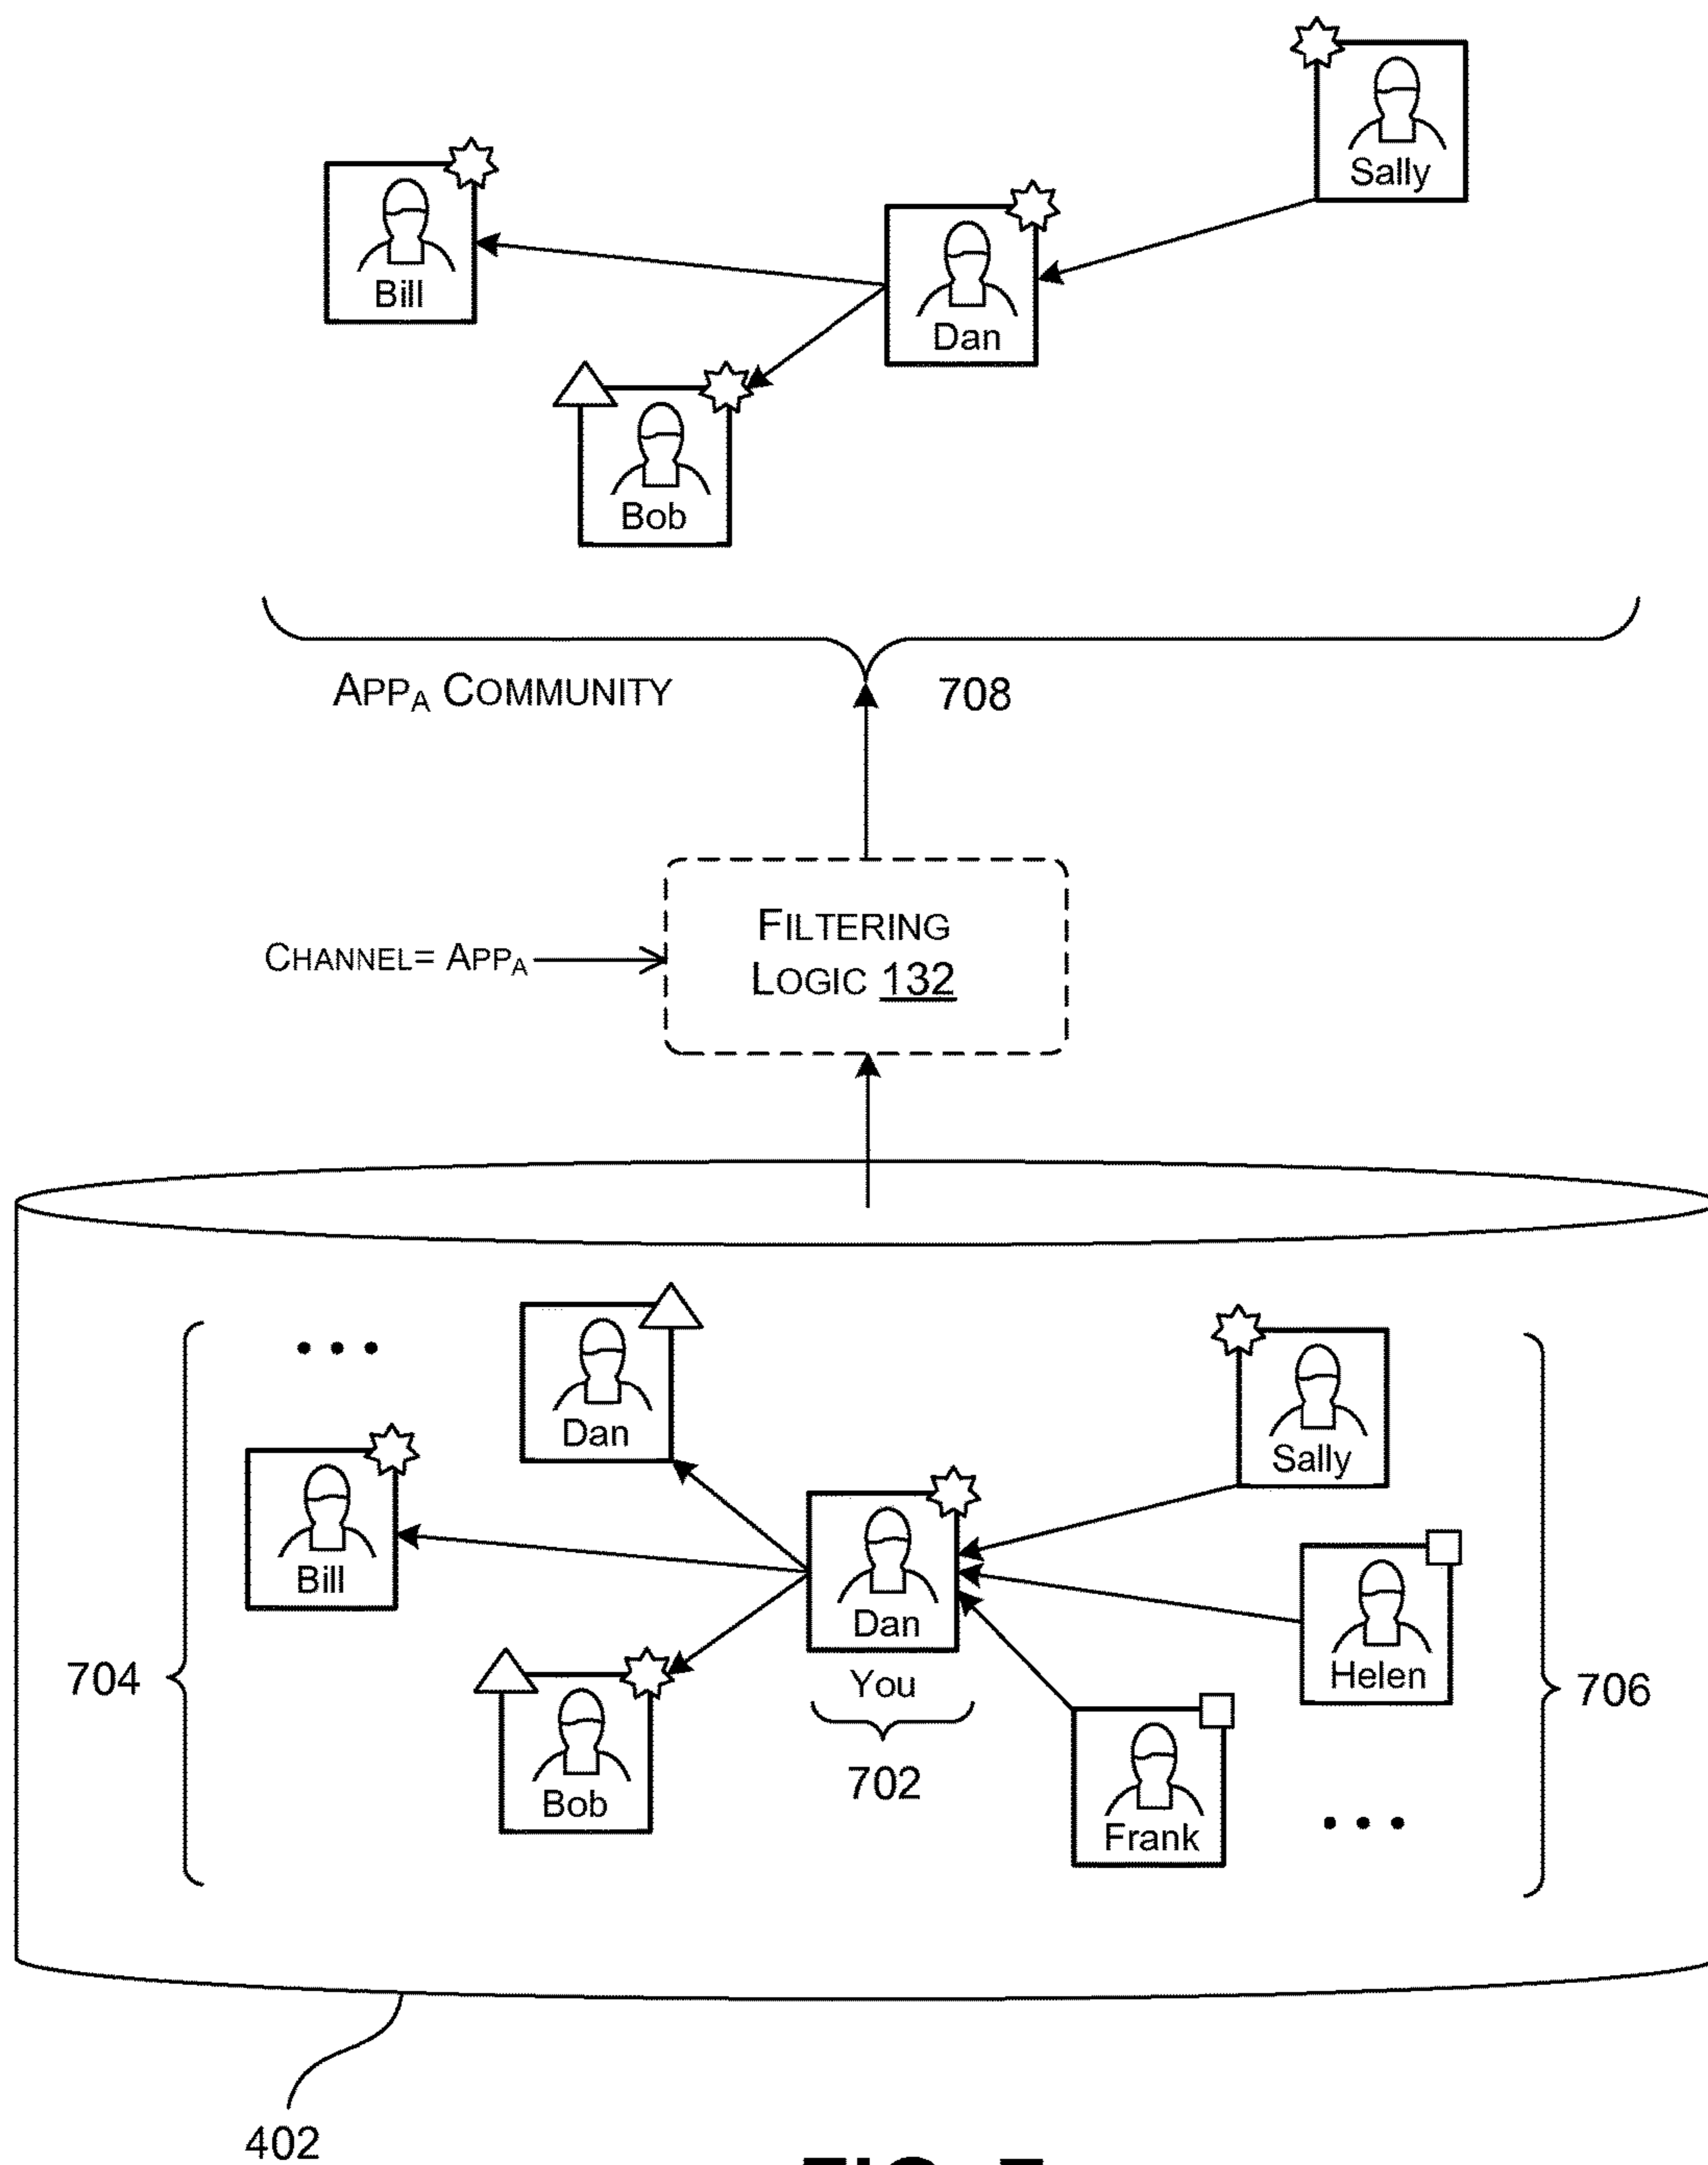 Sally
Bill
Dan
Bob
APPA COMMUNITY
708
CHANNEL= APPA
FILTERING
LOGIC 132
Dan
Sally
Bill
Dan
Helen
704
You
706
Bob
702
Frank
402